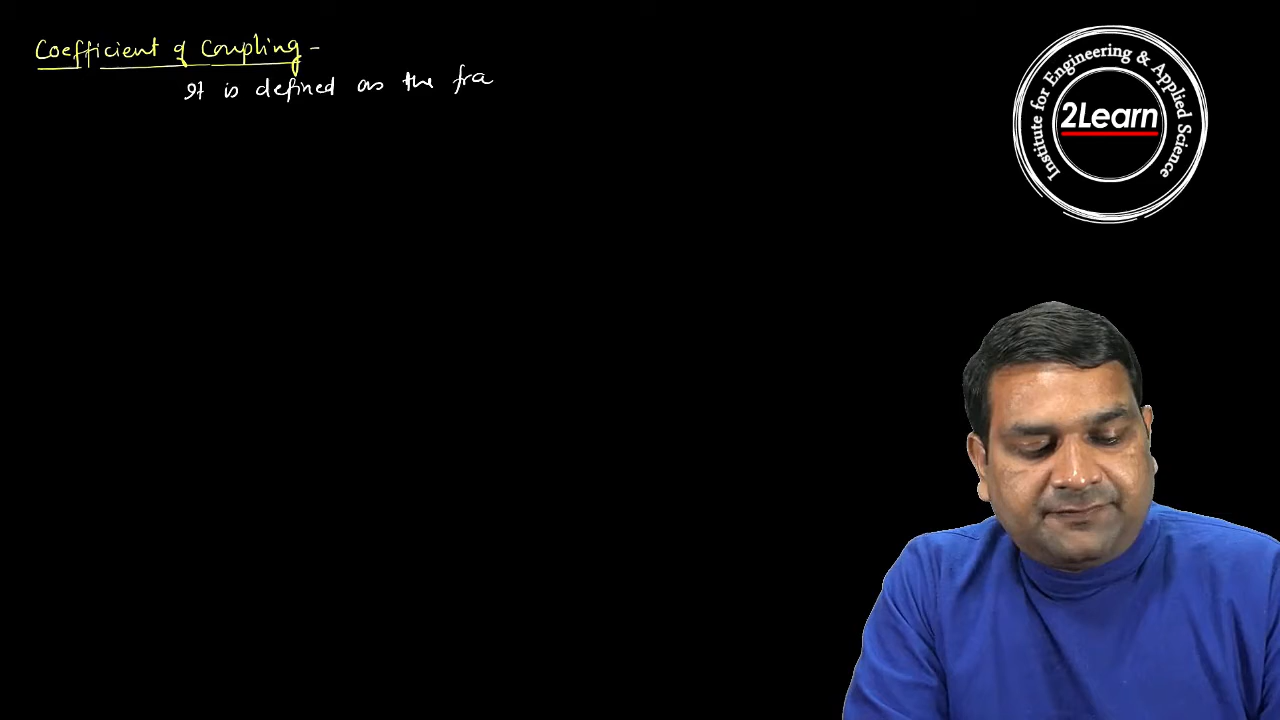 Coefficient of Coupling -
It is defined as the fra
Institute for Engineering & Applied Science
2Learn